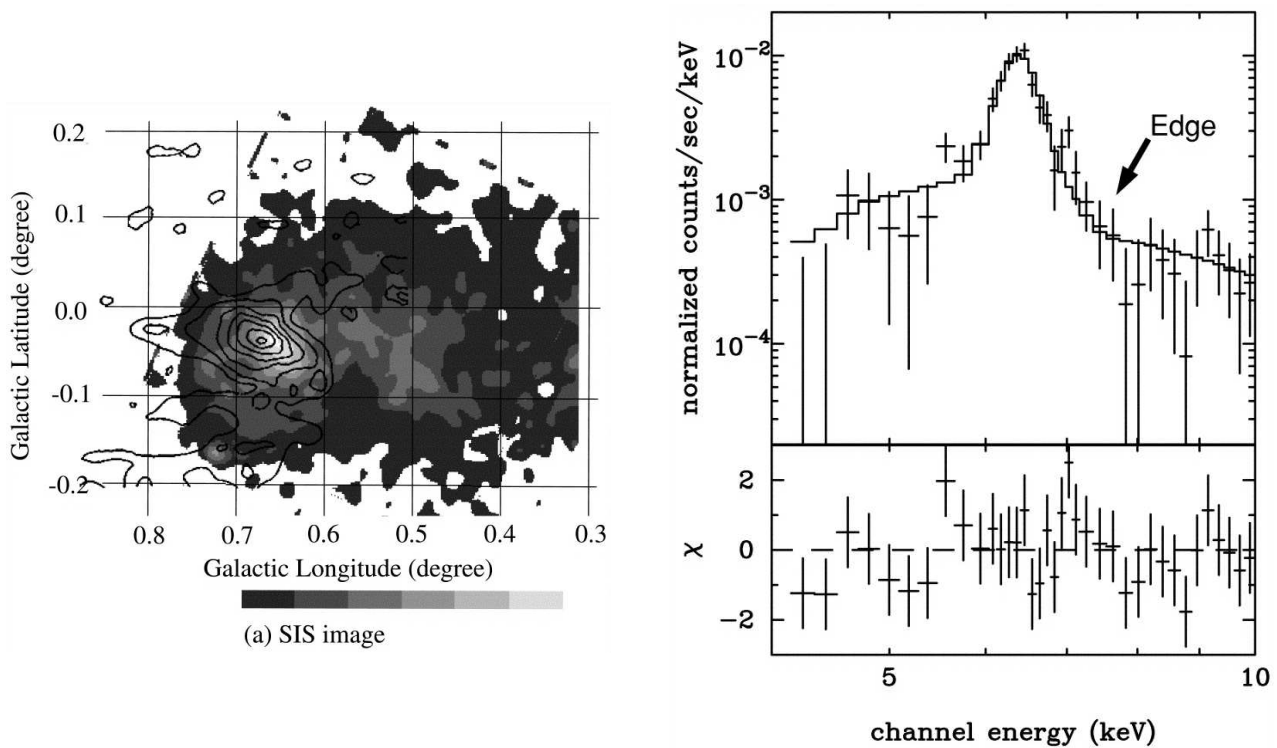 0.2
0.1
0.0
-0.1
-0.2
Galactic Latitude (degree)
0.8 0.7 0.6 0.5 0.4 0.3
Galactic Longitude (degree)
(a) SIS image
10⁻²
10⁻³
10⁻⁴
normalized counts/sec/keV
Edge
2
0
−2
χ
5 10
channel energy (keV)